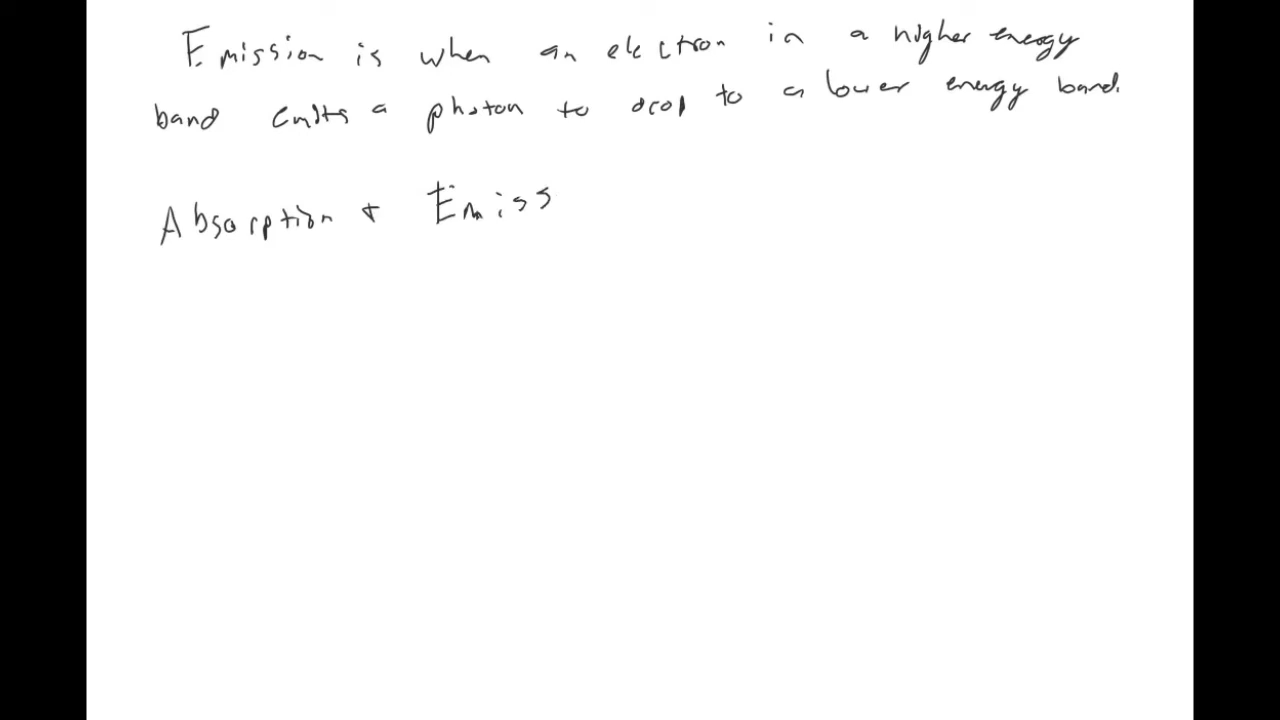 Emission is when an electron in a higher energy
band emits a photon to drop to a lower energy band.
Absorption + Emiss